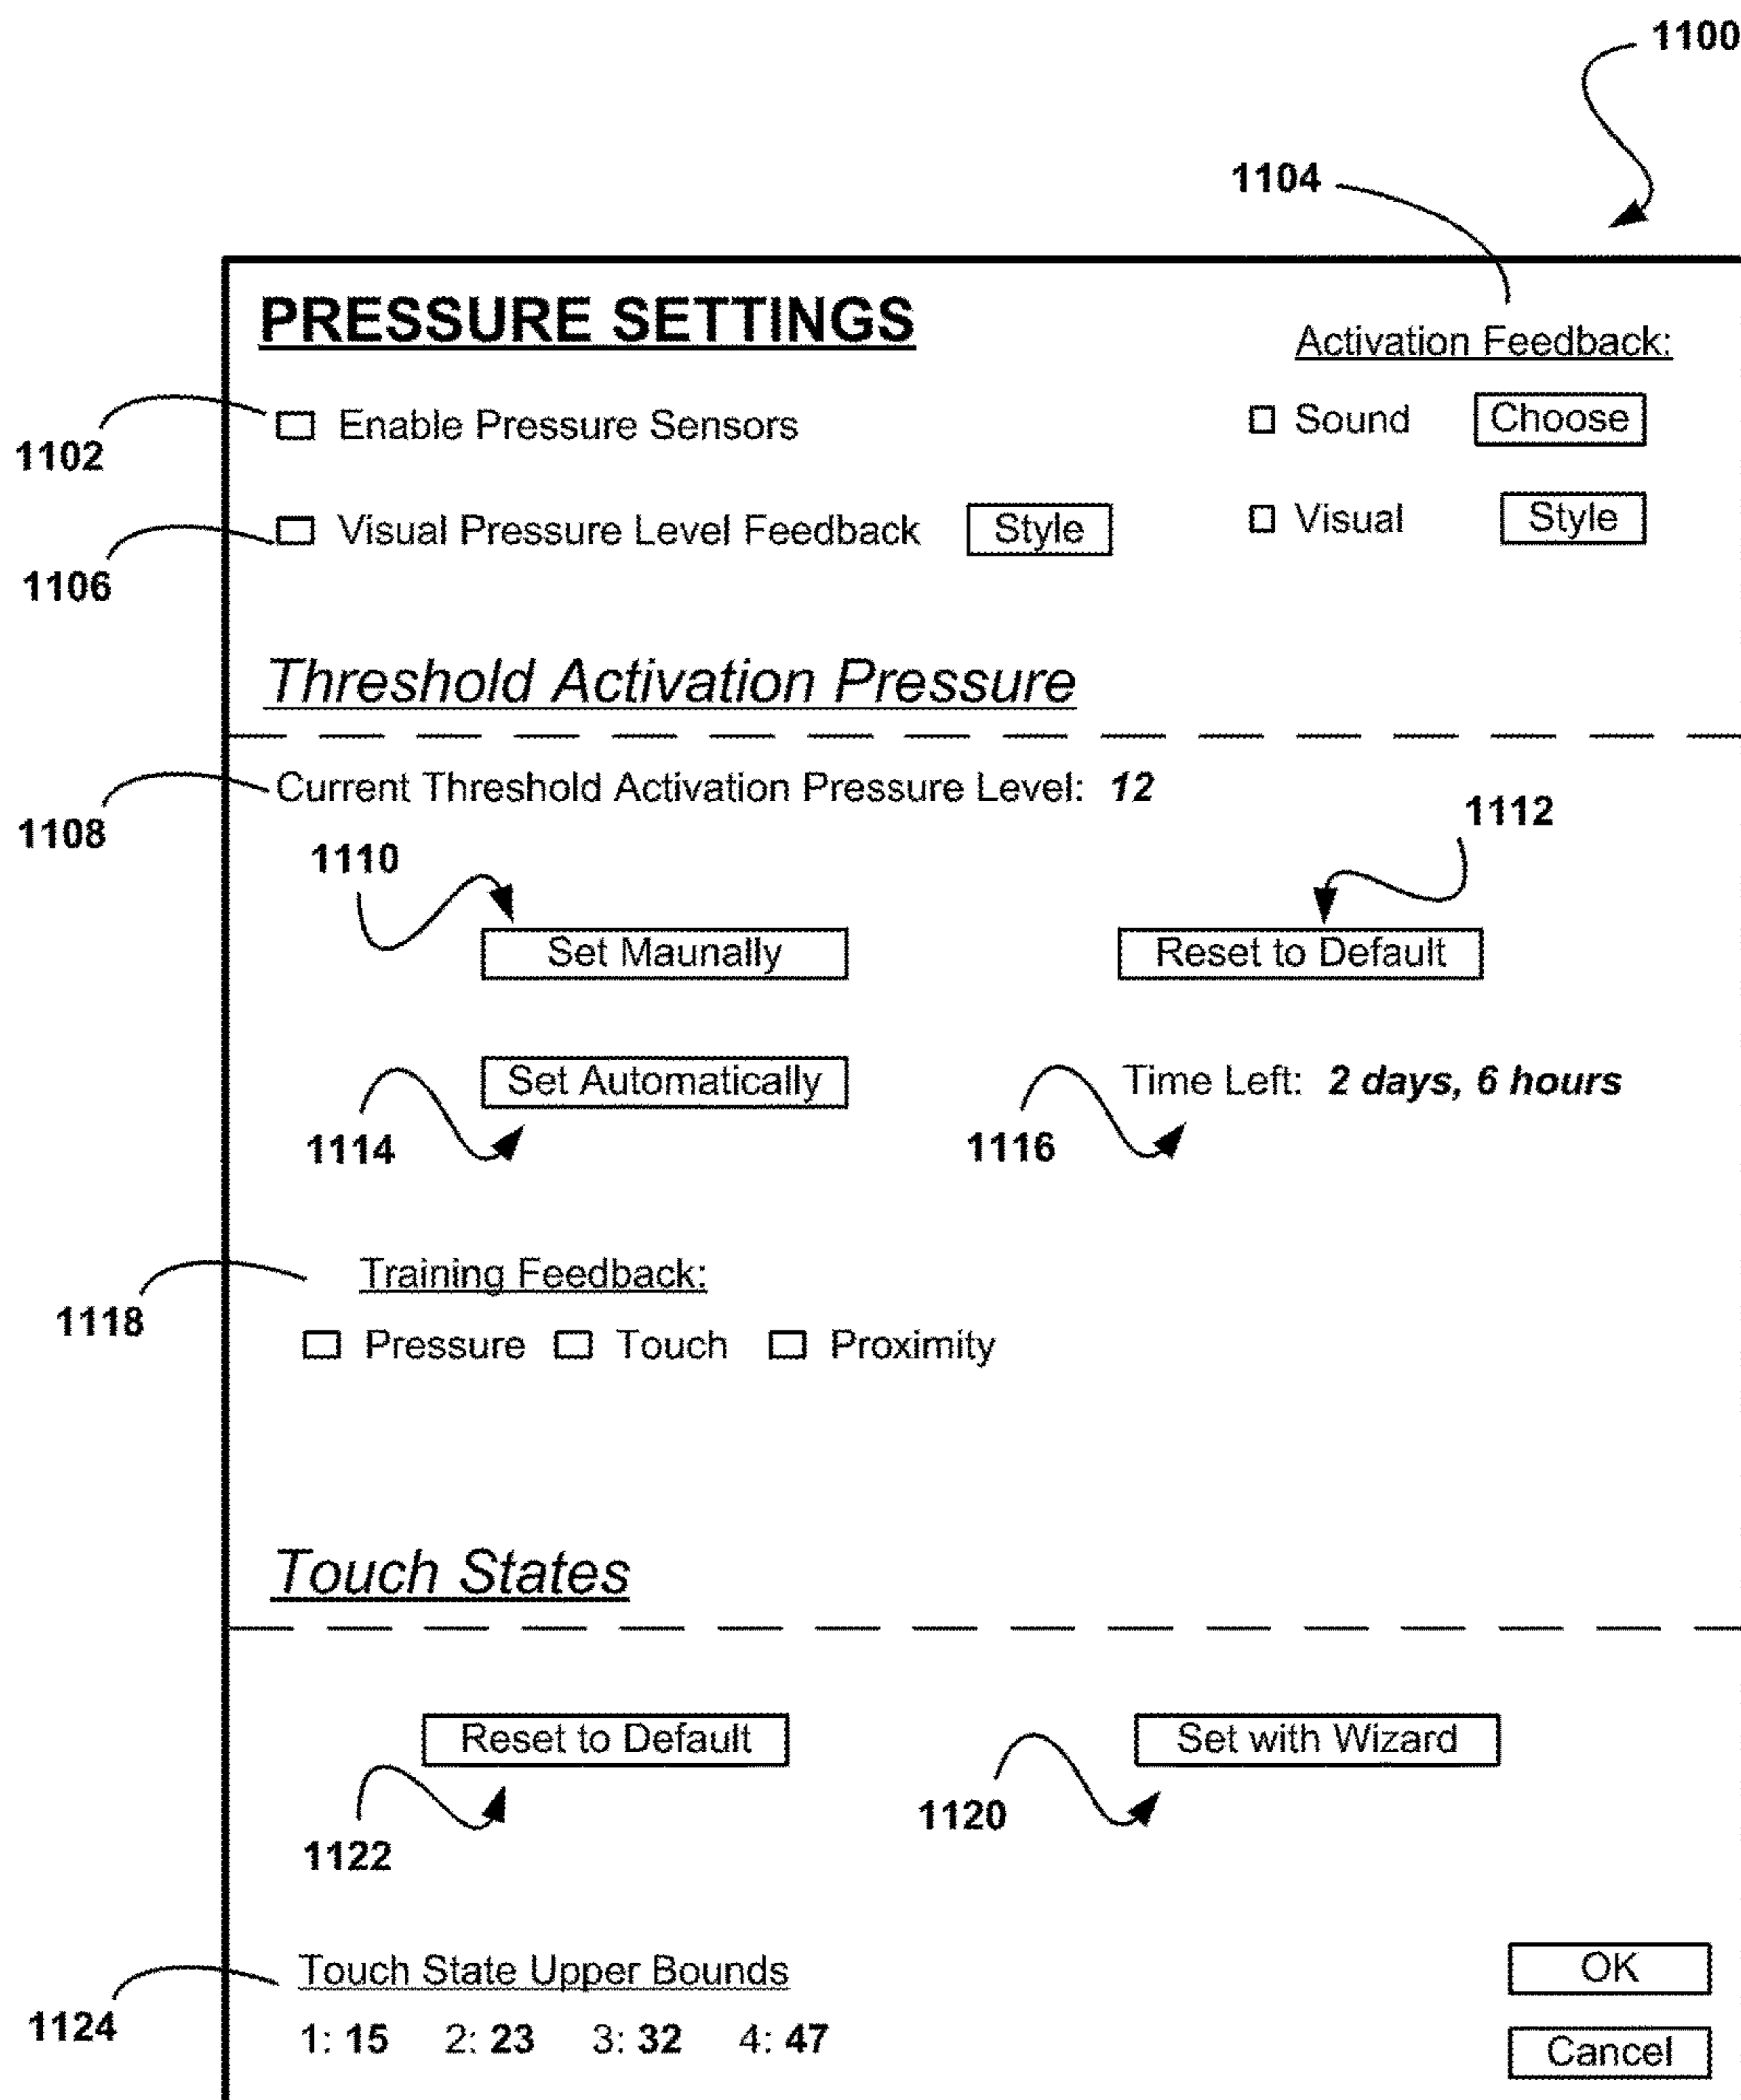 1100
1104
PRESSURE SETTINGS
Activation Feedback:
1102
Enable Pressure Sensors
Sound Choose
1106
Visual Pressure Level Feedback Style
Visual Style
Threshold Activation Pressure
1108
Current Threshold Activation Pressure Level: 12
1110
1112
Set Maunally
Reset to Default
Set Automatically
Time Left: 2 days, 6 hours
1114
1116
1118
Training Feedback:
Pressure Touch Proximity
Touch States
Reset to Default
Set with Wizard
1122
1120
1124
Touch State Upper Bounds
OK
1: 15 2: 23 3: 32 4: 47
Cancel